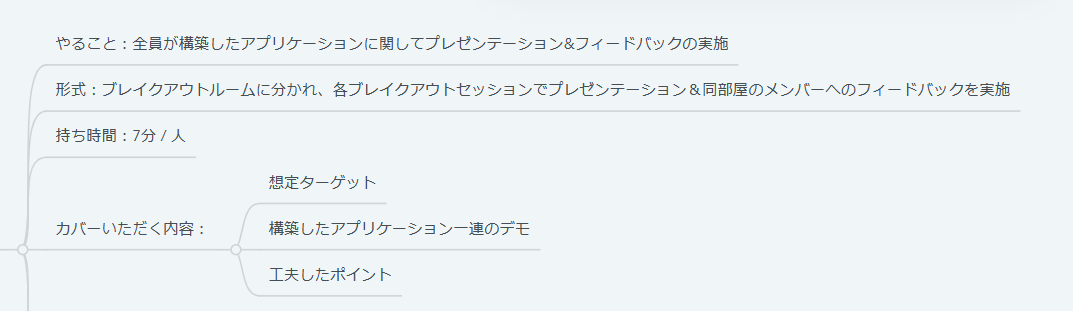 やること：全員が構築したアプリケーションに関してプレゼンテーション&フィードバックの実施
形式：ブレイクアウトルームに分かれ、各ブレイクアウトセッションでプレゼンテーション＆同部屋のメンバーへのフィードバックを実施
持ち時間：7分 / 人
カバーいただく内容：
想定ターゲット
構築したアプリケーション一連のデモ
工夫したポイント